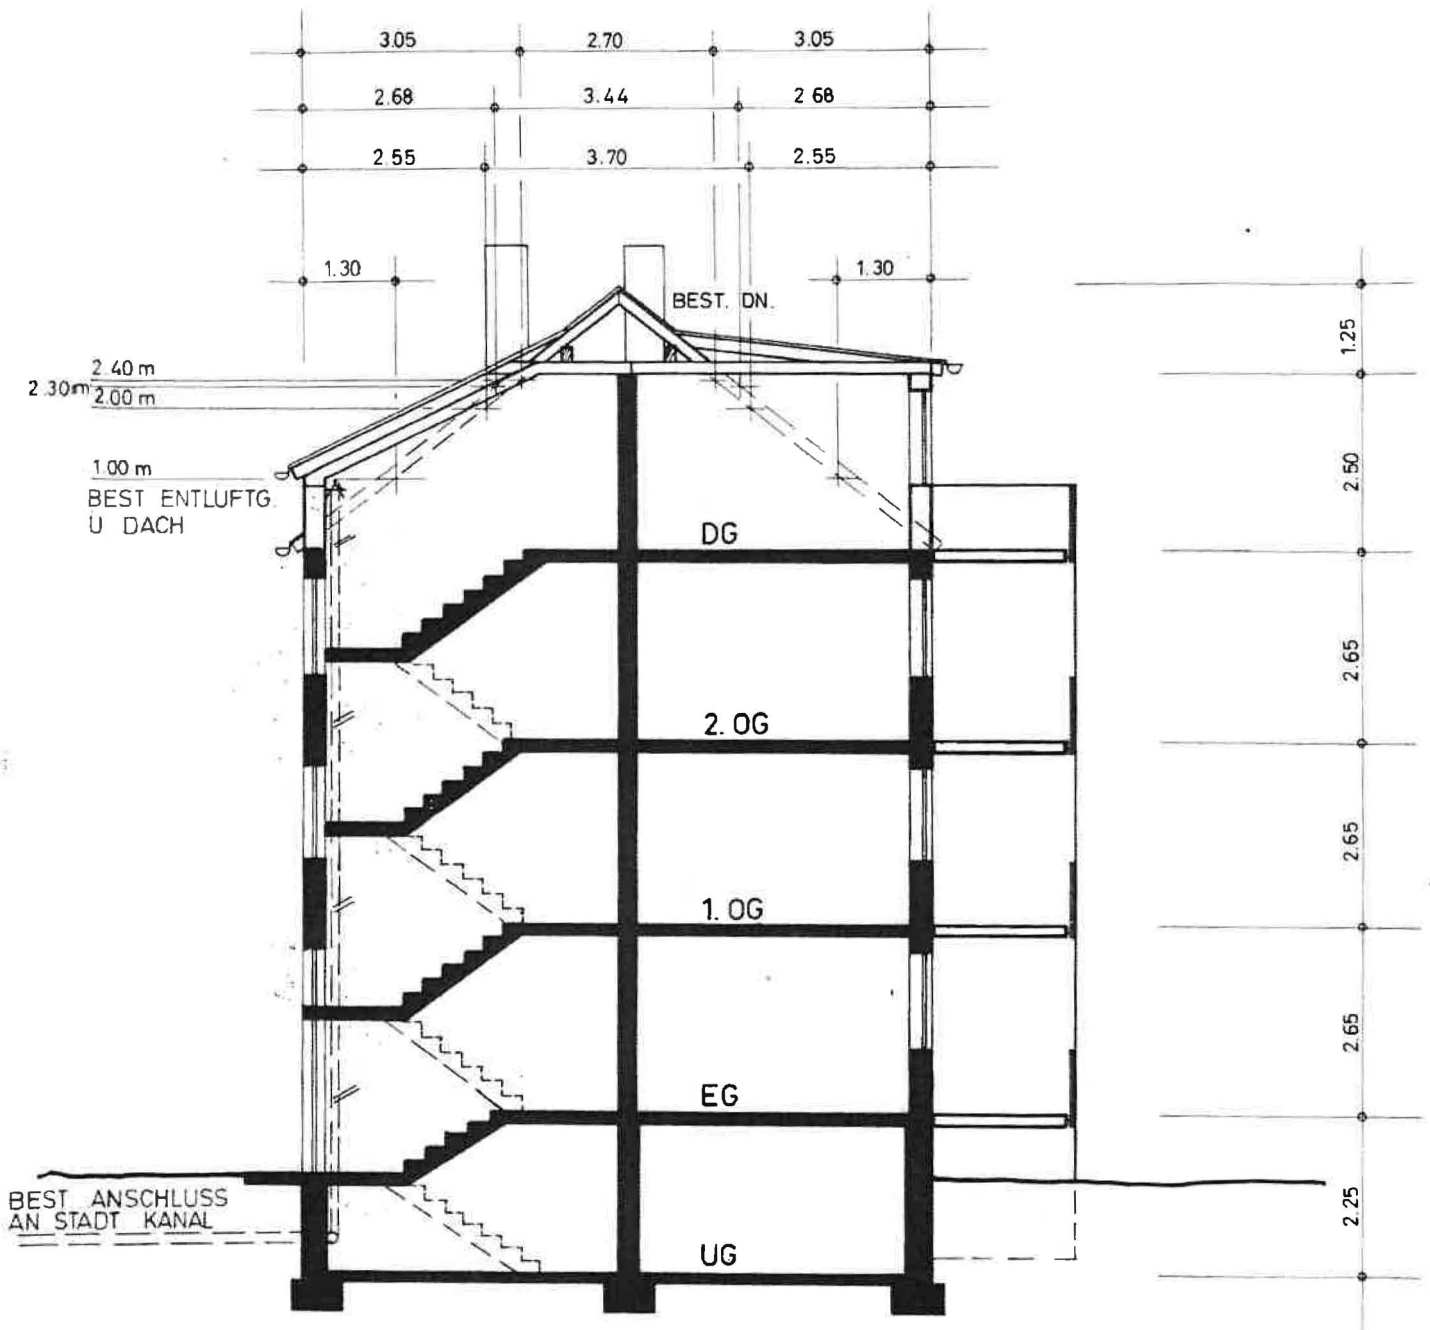 3.05 2.70 3.05
2.68 3.44 2 68
2.55 3.70 2.55
1.30 1.30
BEST. DN.
1.25
2.40 m
2.30 m
2.00 m
1.00 m
BEST ENTLUFTG.
U DACH
2.50
DG
2.65
2. OG
2.65
1. OG
2.65
EG
BEST ANSCHLUSS
AN STADT KANAL
2.25
UG